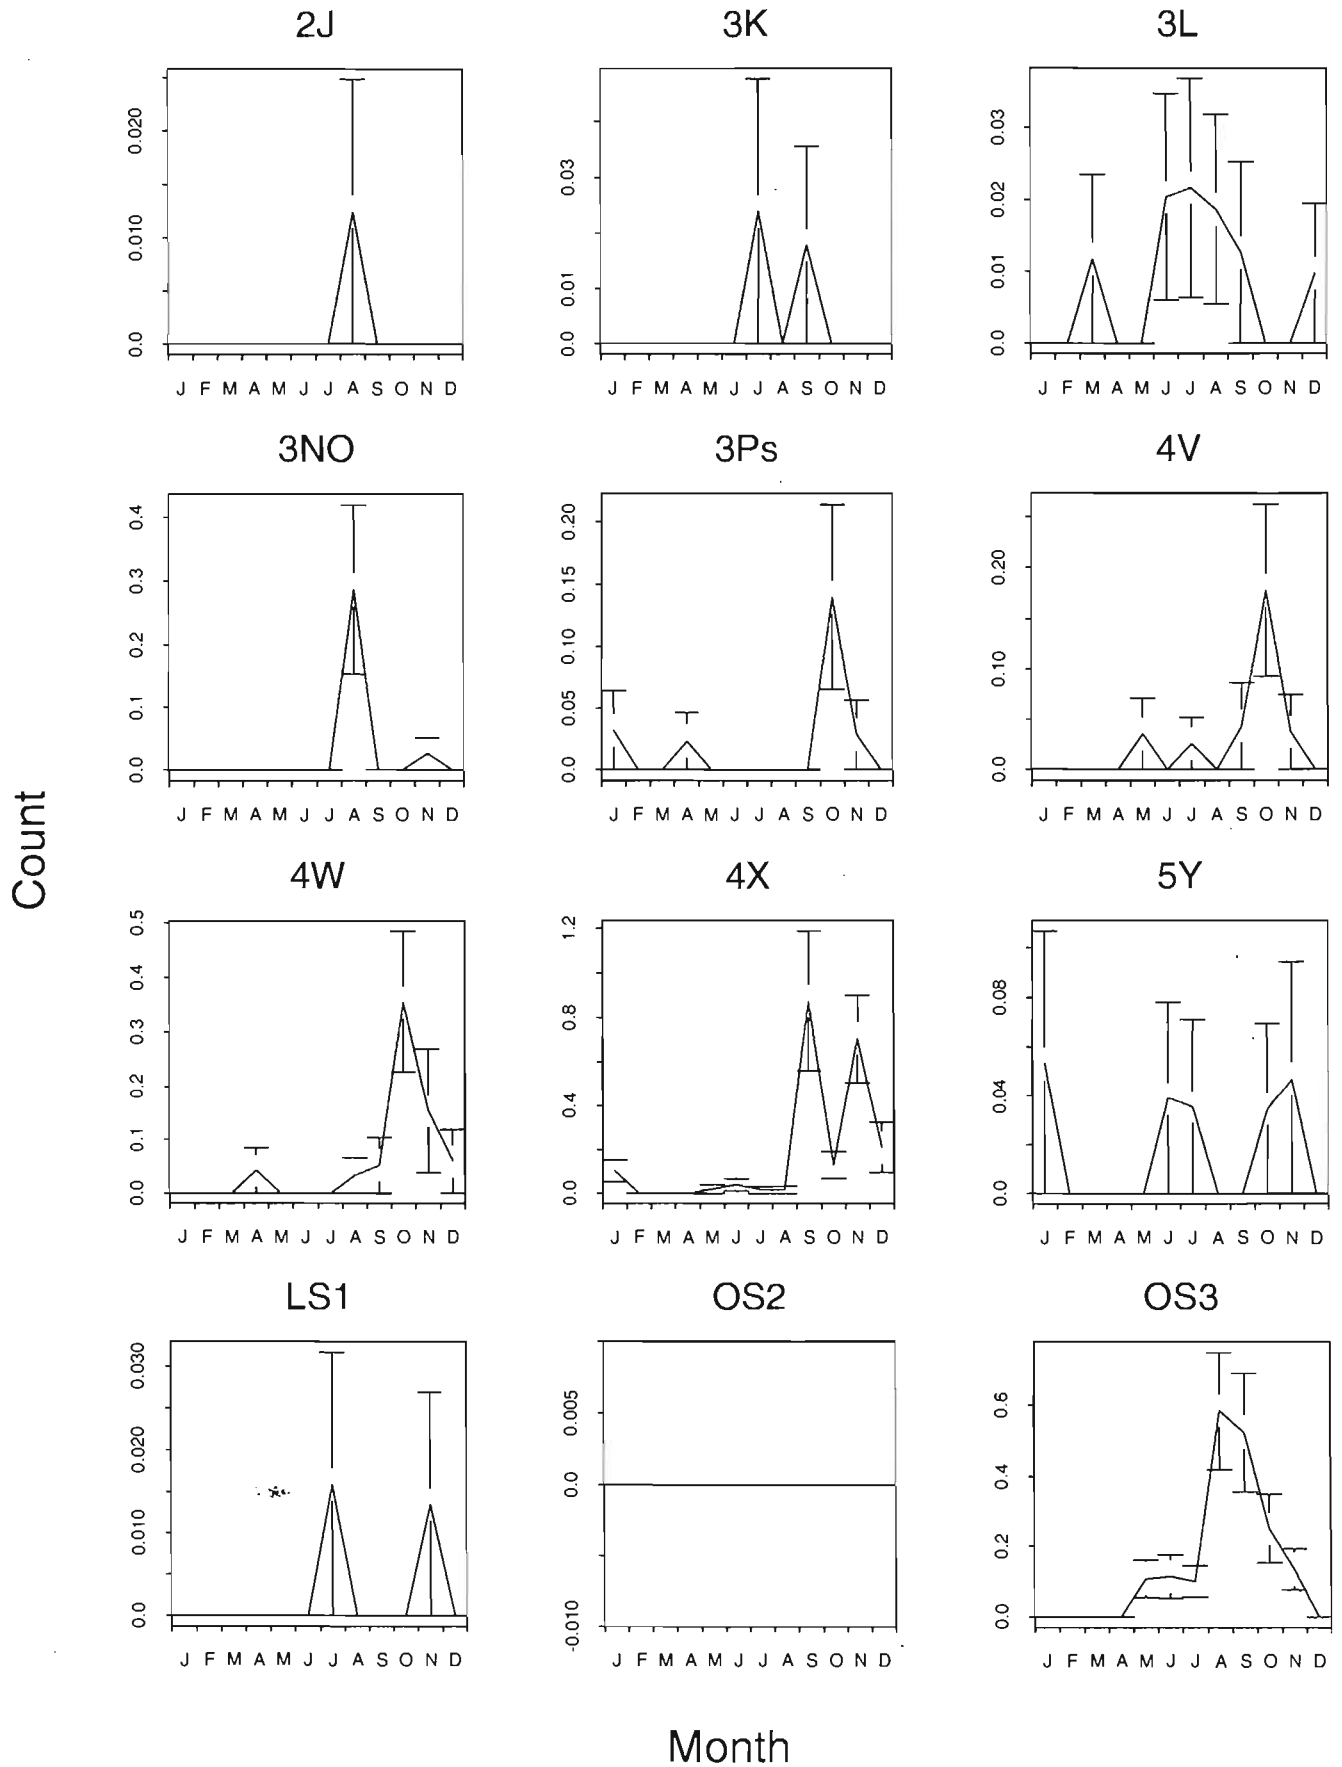 2J 3K 3L
0.0 0.010 0.020
0.0 0.01 0.03
0.0 0.01 0.02 0.03
J F M A M J J A S O N D
J F M A M J J A S O N D
J F M A M J J A S O N D
3NO 3Ps 4V
0.0 0.1 0.2 0.3 0.4
0.0 0.05 0.10 0.15 0.20
0.0 0.10 0.20
J F M A M J J A S O N D
J F M A M J J A S O N D
J F M A M J J A S O N D
Count
4W 4X 5Y
0.0 0.1 0.2 0.3 0.4 0.5
0.0 0.4 0.8 1.2
0.0 0.04 0.08
J F M A M J J A S O N D
J F M A M J J A S O N D
J F M A M J J A S O N D
LS1 OS2 OS3
0.0 0.010 0.020 0.030
-0.010 0.0 0.005
0.0 0.2 0.4 0.6
J F M A M J J A S O N D
J F M A M J J A S O N D
J F M A M J J A S O N D
Month